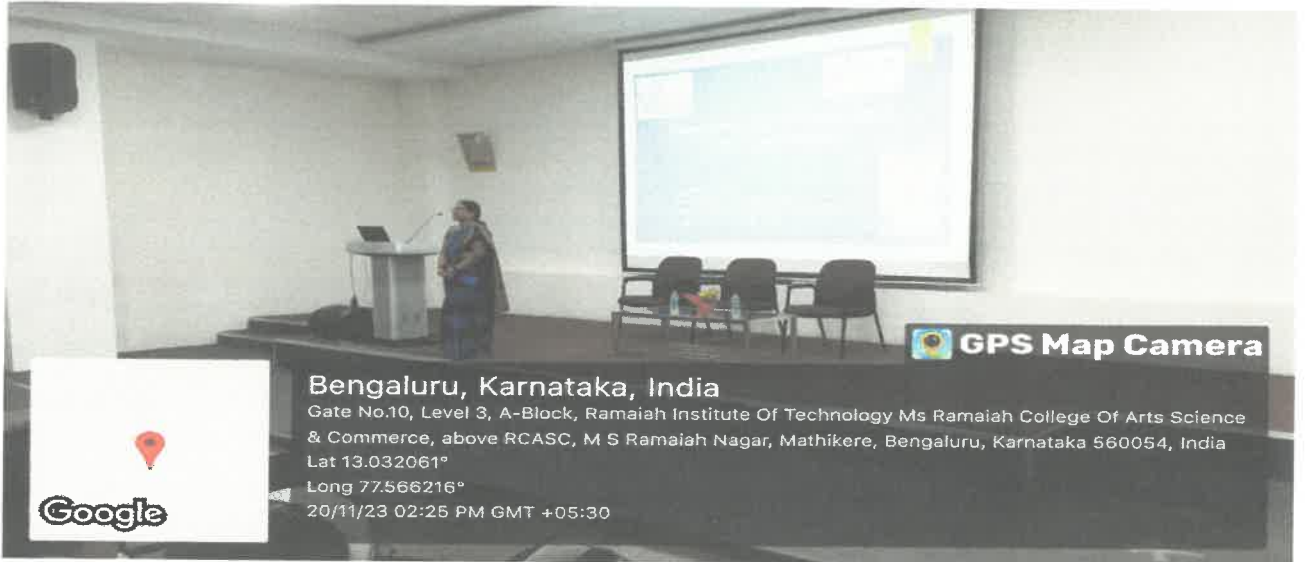 GPS Map Camera
Bengaluru, Karnataka, India
Gate No.10, Level 3, A-Block, Ramaiah Institute Of Technology Ms Ramaiah College Of Arts Science
& Commerce, above RCASC, M S Ramaiah Nagar, Mathikere, Bengaluru, Karnataka 560054, India
Lat 13.032061°
Long 77.566216°
20/11/23 02:25 PM GMT +05:30
Google